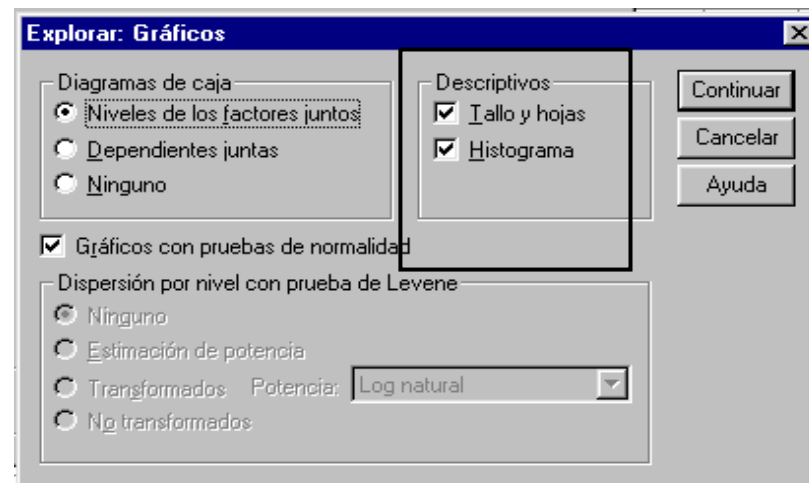 Explorar: Gráficos
Diagramas de caja
Niveles de los factores juntos
Dependientes juntas
Ninguno
Descriptivos
Tallo y hojas
Histograma
Continuar
Cancelar
Ayuda
Gráficos con pruebas de normalidad
Dispersión por nivel con prueba de Levene
Ninguno
Estimación de potencia
Transformados Potencia: Log natural
No transformados